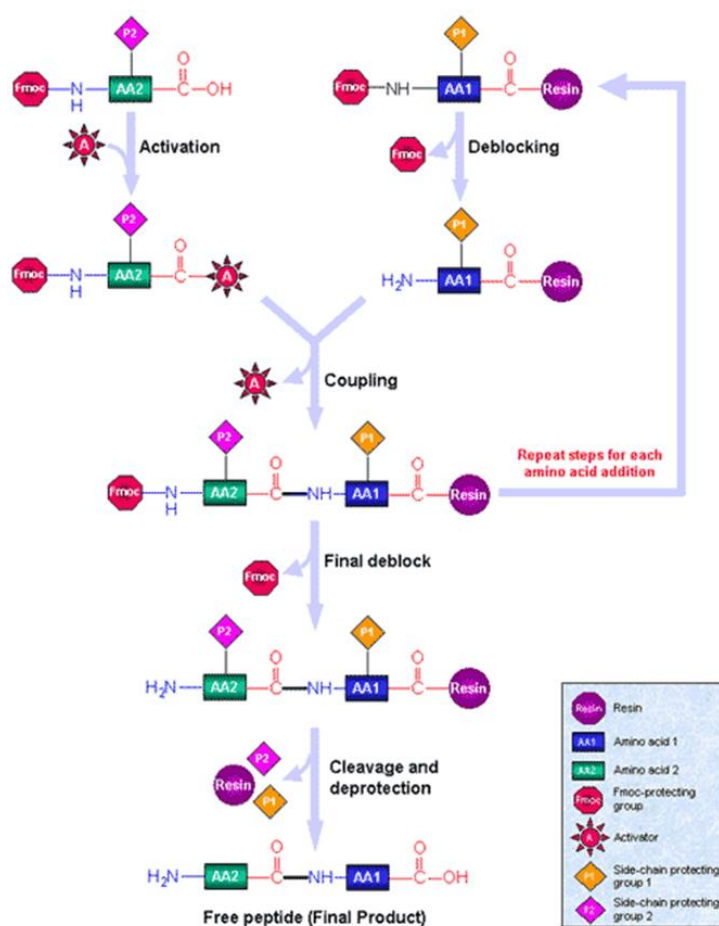 P2
P1
Fmoc
N
H
AA2
O
C
OH
Fmoc
NH
AA1
O
C
Resin
A
Activation
Fmoc
Deblocking
P2
P1
Fmoc
N
H
AA2
O
C
A
H2N
AA1
O
C
Resin
A
Coupling
P2
P1
Repeat steps for each
amino acid addition
Fmoc
N
H
AA2
O
C
NH
AA1
O
C
Resin
Fmoc
Final deblock
P2
P1
H2N
AA2
O
C
NH
AA1
O
C
Resin
Resin
P2
P1
Cleavage and
deprotection
H2N
AA2
O
C
NH
AA1
O
C
OH
Free peptide (Final Product)
Resin Resin
AA1 Amino acid 1
AA2 Amino acid 2
Fmoc Fmoc-protecting
group
A Activator
P1 Side-chain protecting
group 1
P2 Side-chain protecting
group 2